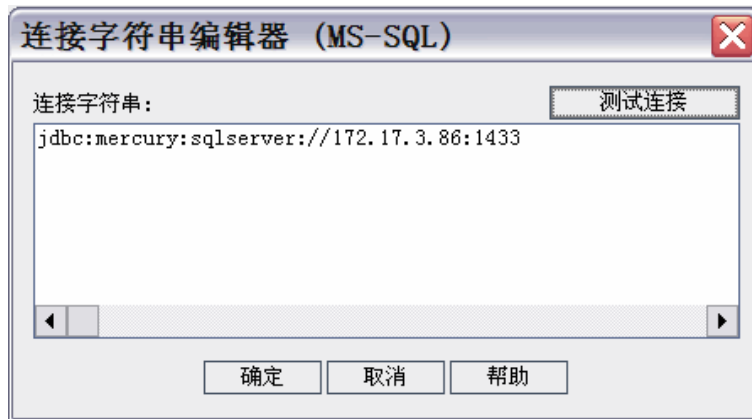 连接字符串编辑器 (MS-SQL)
连接字符串:
测试连接
jdbc:mercury:sqlserver://172.17.3.86:1433
确定
取消
帮助